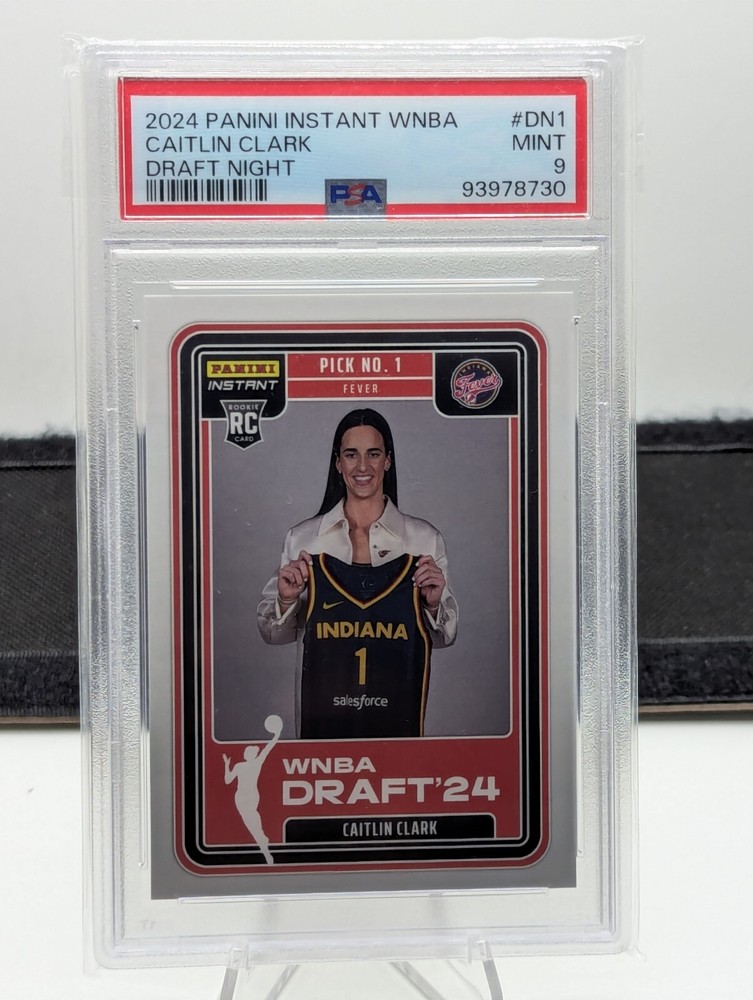 2024 PANINI INSTANT WNBA #DN1
CAITLIN CLARK MINT
DRAFT NIGHT 9
PSA 93978730
PANINI
INSTANT
PICK NO. 1
FEVER
INDIANA
Fever
ROOKIE
RC
CARD
INDIANA
1
salesforce
WNBA
DRAFT'24
CAITLIN CLARK